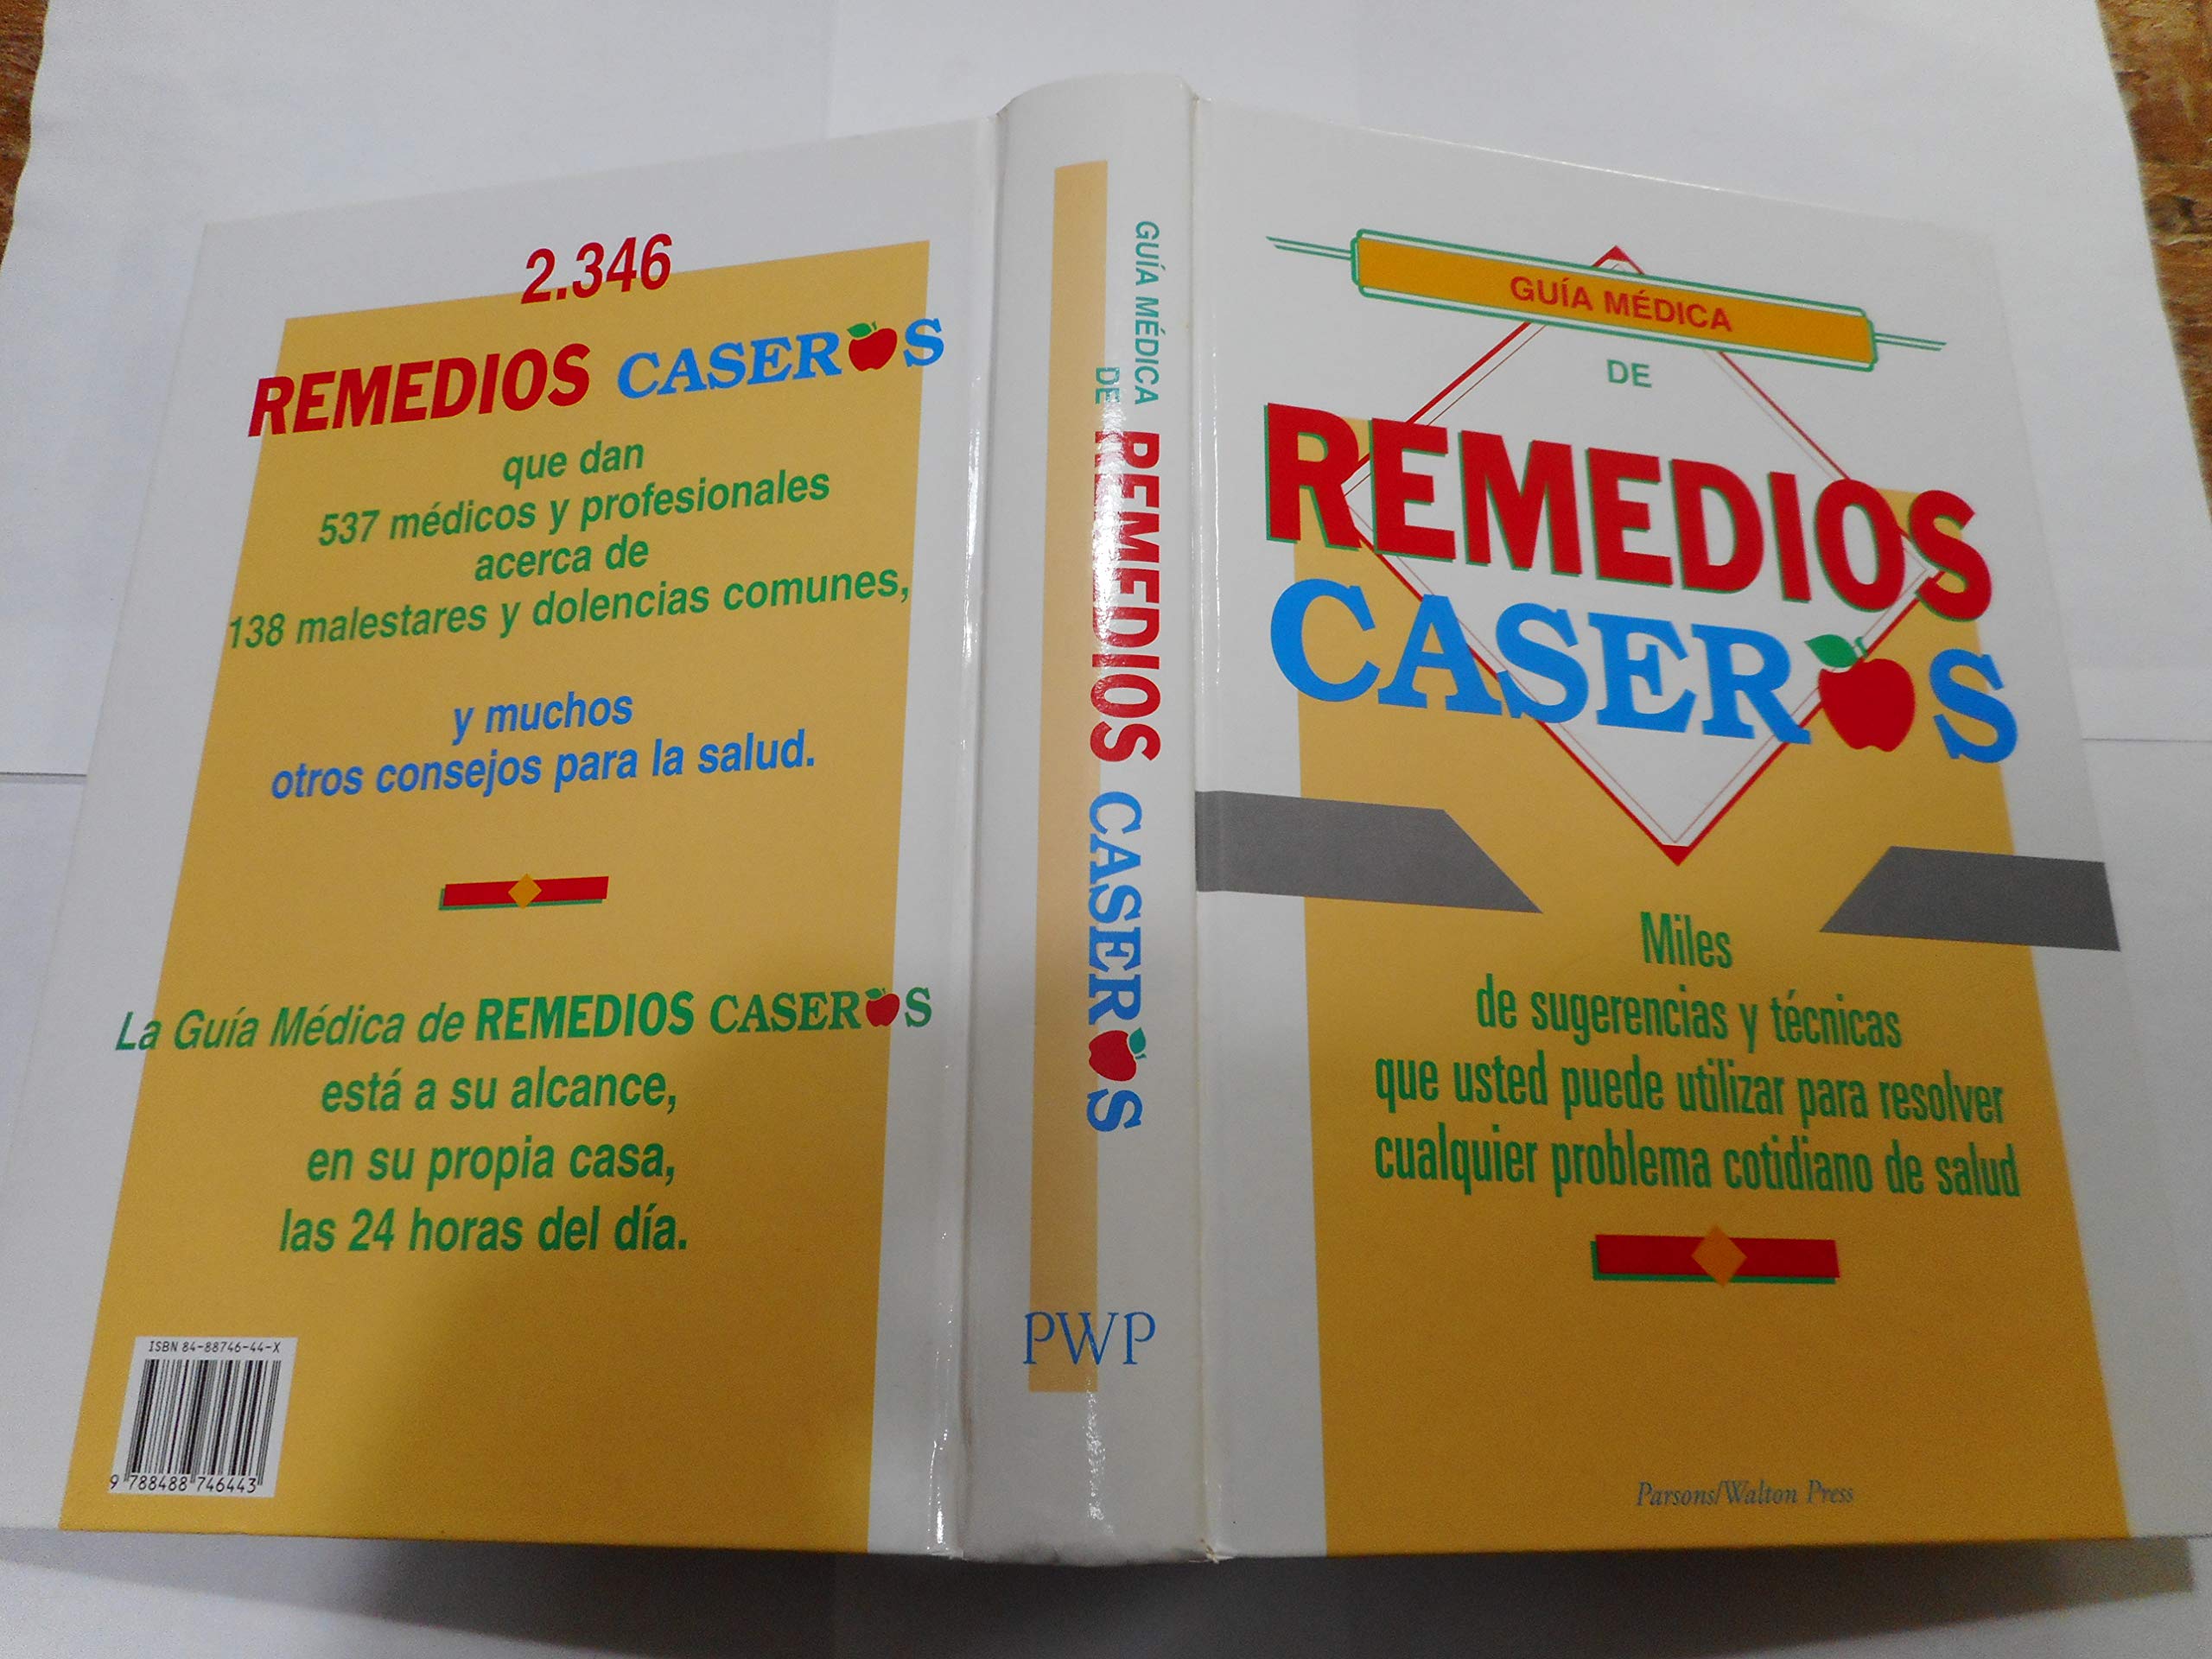 2.346
REMEDIOS CASEROS
que dan
537 médicos y profesionales
acerca de
138 malestares y dolencias comunes,
y muchos
otros consejos para la salud.
La Guía Médica de REMEDIOS CASEROS
está a su alcance,
en su propia casa,
las 24 horas del día.
ISBN 84-88746-44-X
9 788488 746443
GUÍA MÉDICA
DE
REMEDIOS CASEROS
PWP
GUÍA MÉDICA
DE
REMEDIOS
CASEROS
Miles
de sugerencias y técnicas
que usted puede utilizar para resolver
cualquier problema cotidiano de salud
Parsons/Walton Press